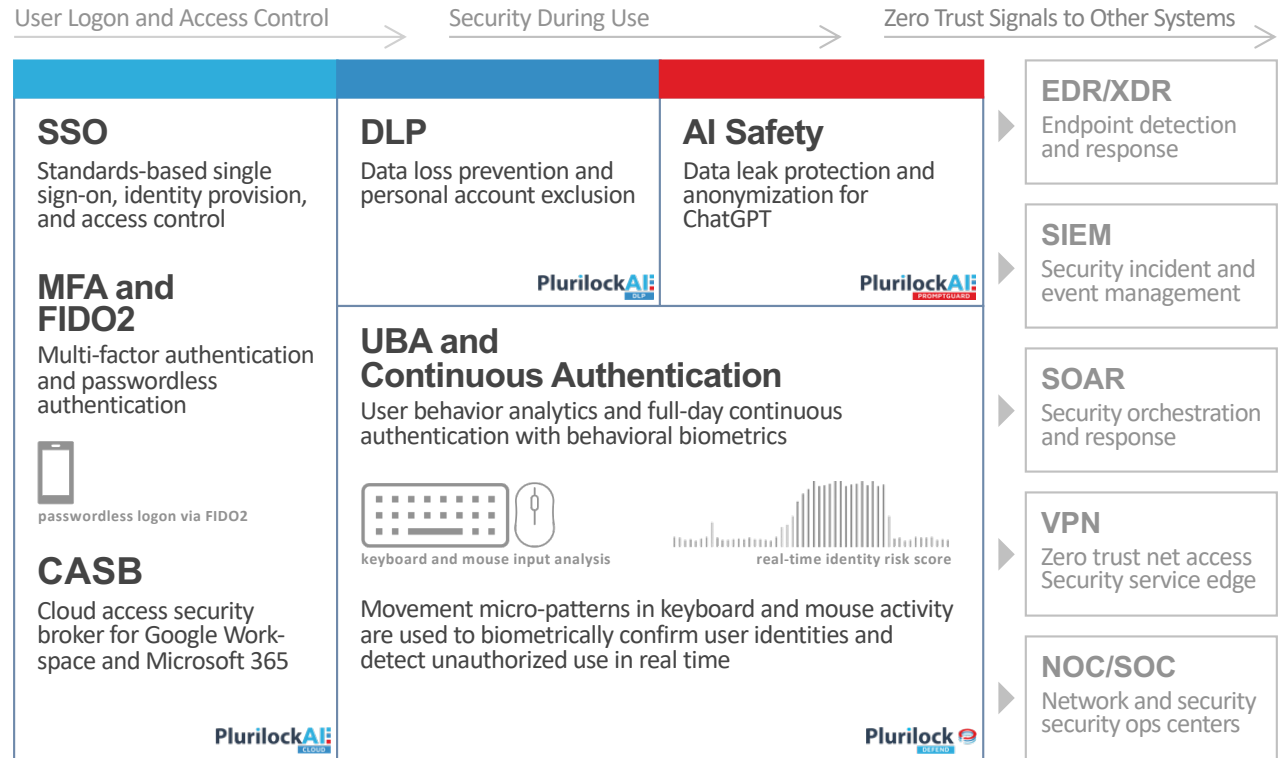 User Logon and Access Control
Security During Use
Zero Trust Signals to Other Systems
SSO
Standards-based single
sign-on, identity provision,
and access control
MFA and
FIDO2
Multi-factor authentication
and passwordless
authentication
passwordless logon via FIDO2
CASB
Cloud access security
broker for Google Work-
space and Microsoft 365
PlurilockAI
CLOUD
DLP
Data loss prevention and
personal account exclusion
PlurilockAI
DLP
AI Safety
Data leak protection and
anonymization for
ChatGPT
PlurilockAI
PROMPTGUARD
UBA and
Continuous Authentication
User behavior analytics and full-day continuous
authentication with behavioral biometrics
keyboard and mouse input analysis
real-time identity risk score
Movement micro-patterns in keyboard and mouse activity
are used to biometrically confirm user identities and
detect unauthorized use in real time
Plurilock
DEFEND
EDR/XDR
Endpoint detection
and response
SIEM
Security incident and
event management
SOAR
Security orchestration
and response
VPN
Zero trust net access
Security service edge
NOC/SOC
Network and security
security ops centers